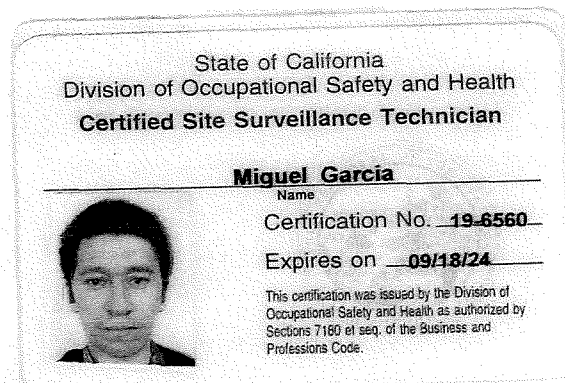 State of California
Division of Occupational Safety and Health
Certified Site Surveillance Technician
Miguel Garcia
Name
Certification No. 19-6560
Expires on 09/18/24
This certification was issued by the Division of
Occupational Safety and Health as authorized by
Sections 7180 et seq. of the Business and
Professions Code.